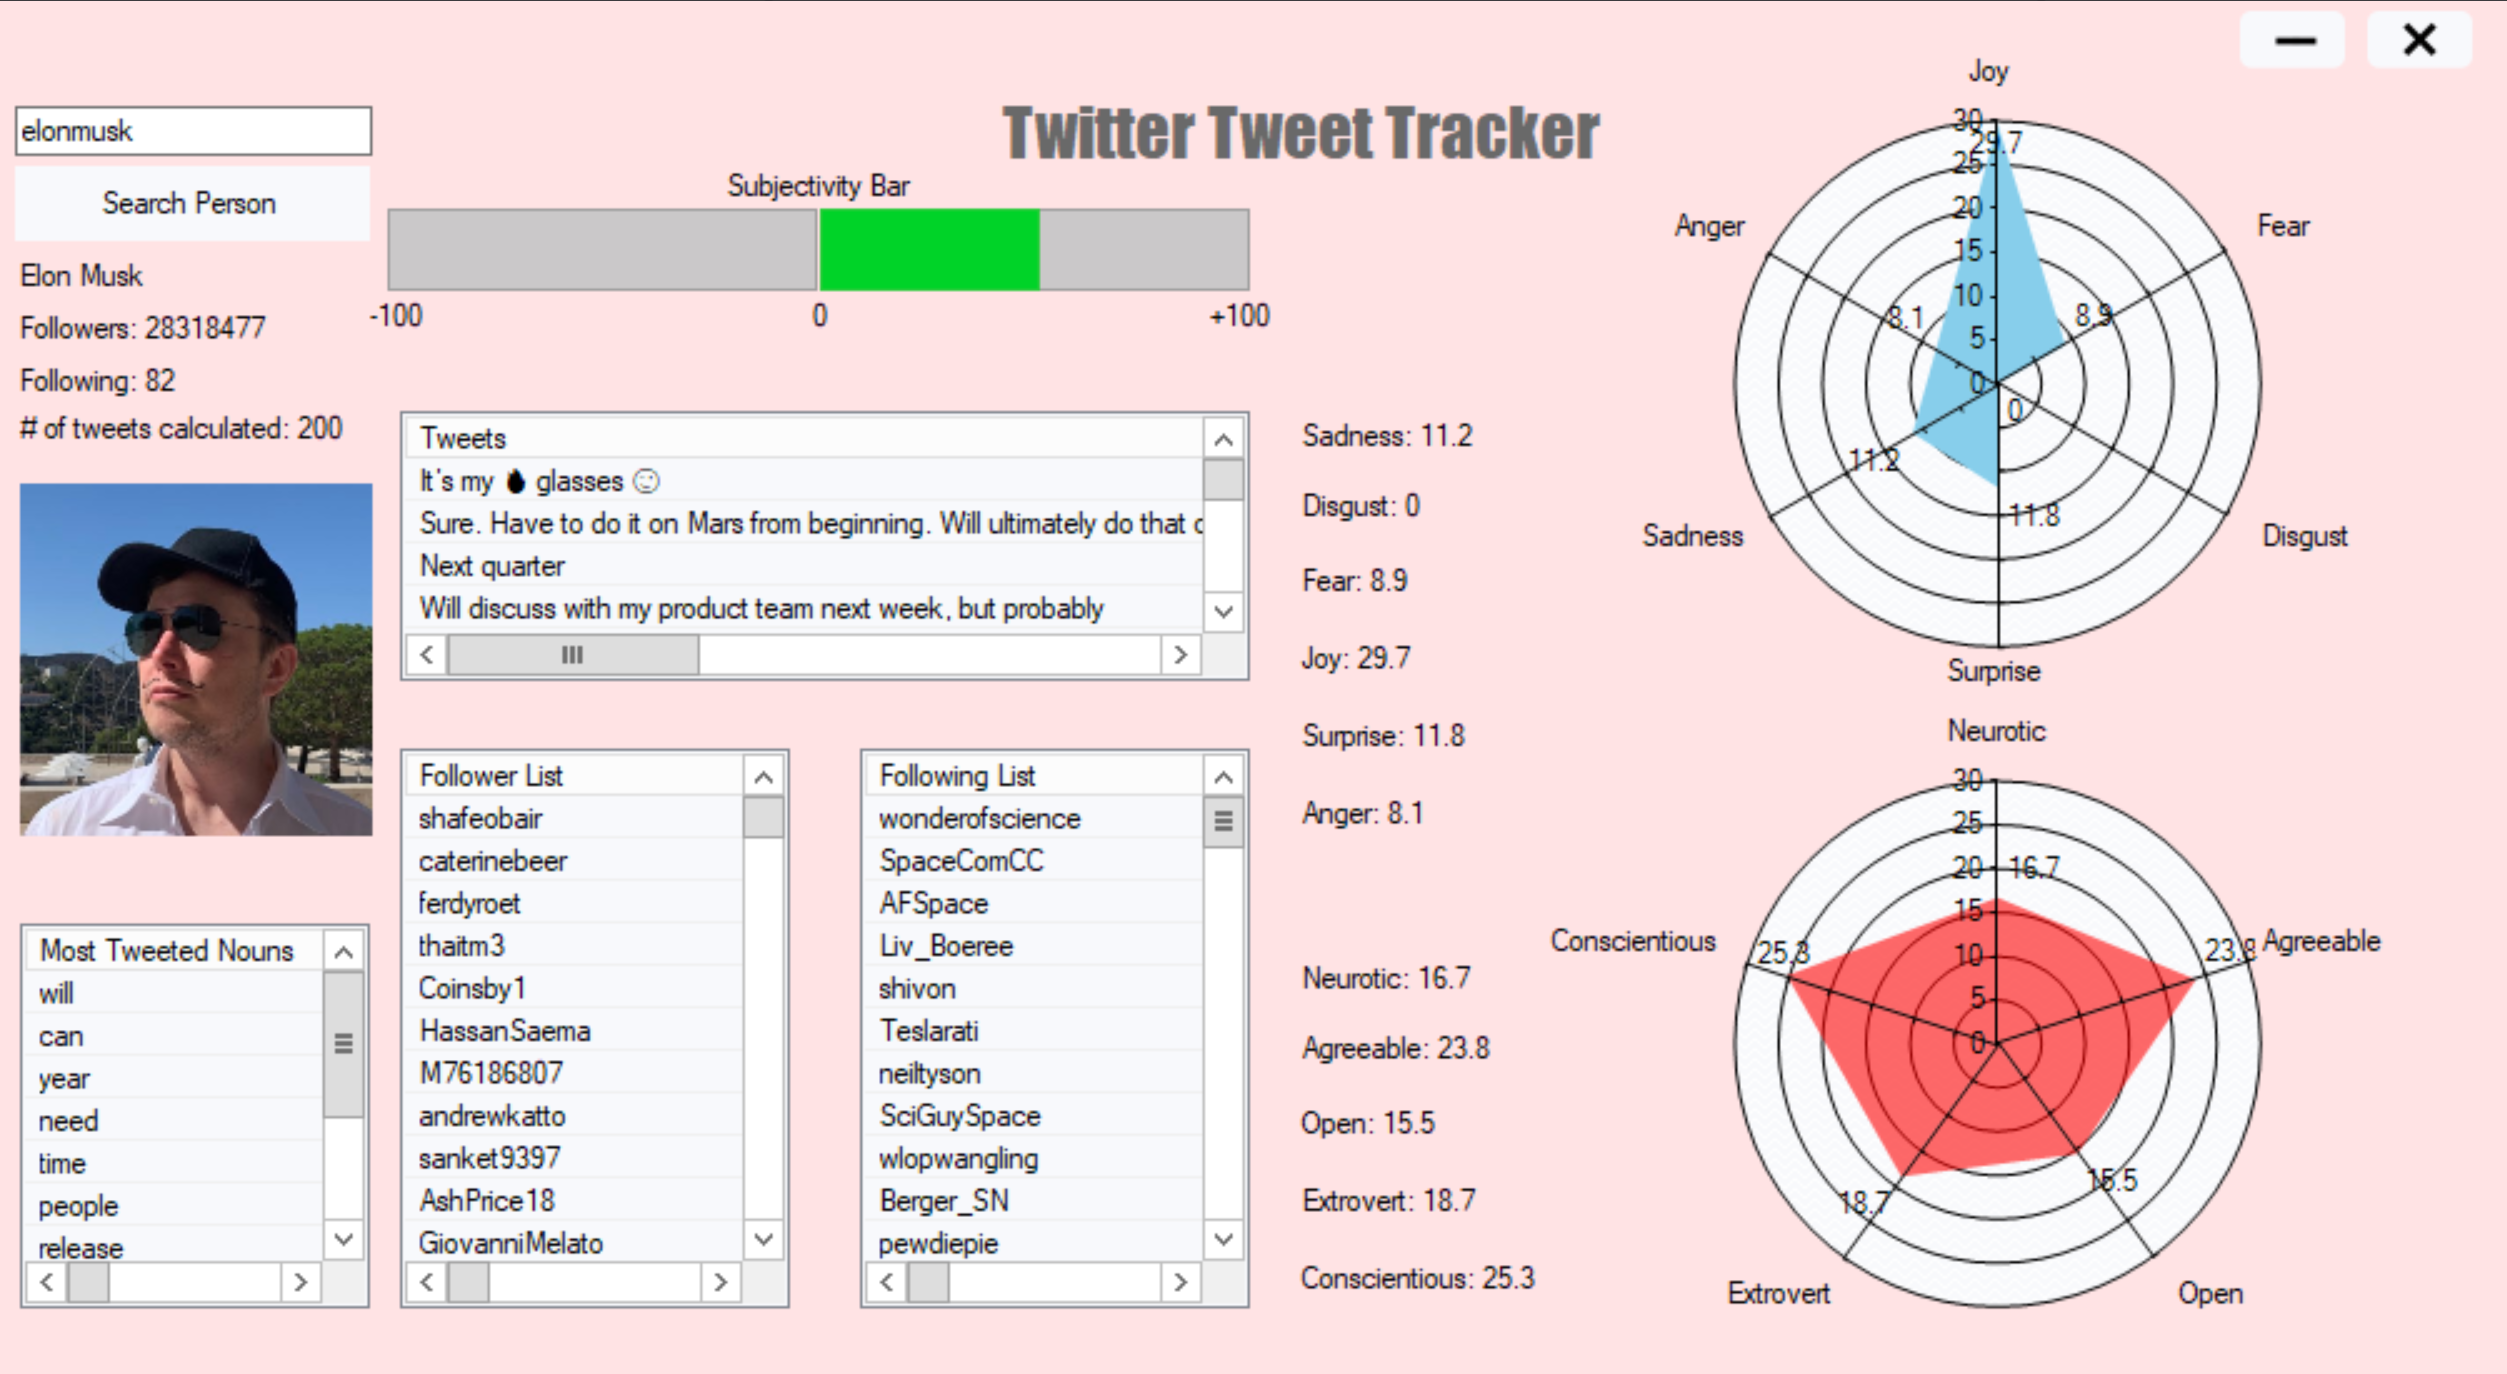 elonmusk
Search Person
Elon Musk
Followers: 28318477
Following: 82
# of tweets calculated: 200
Twitter Tweet Tracker
Subjectivity Bar
-100
0
+100
Tweets
It's my 💧 glasses 😉
Sure. Have to do it on Mars from beginning. Will ultimately do that
Next quarter
Will discuss with my product team next week, but probably
Most Tweeted Nouns
will
can
year
need
time
people
release
Follower List
shafeobair
caterinebeer
ferdyroet
thaitm3
Coinsby1
HassanSaema
M76186807
andrewkatto
sanket9397
AshPrice18
GiovanniMelato
Following List
wonderofscience
SpaceComCC
AFSpace
Liv_Boeree
shivon
Teslarati
neiltyson
SciGuySpace
wlopwangling
Berger_SN
pewdiepie
Sadness: 11.2
Disgust: 0
Fear: 8.9
Joy: 29.7
Surprise: 11.8
Anger: 8.1
Neurotic: 16.7
Agreeable: 23.8
Open: 15.5
Extrovert: 18.7
Conscientious: 25.3
Joy
30
29.7
25
Anger
20
Fear
15
10
8.1
8.9
5
0
0
11.2
11.8
Sadness
Disgust
Surprise
Neurotic
30
25
20
16.7
15
Conscientious
25.3
10
23.8
Agreeable
5
0
15.5
18.7
Extrovert
Open